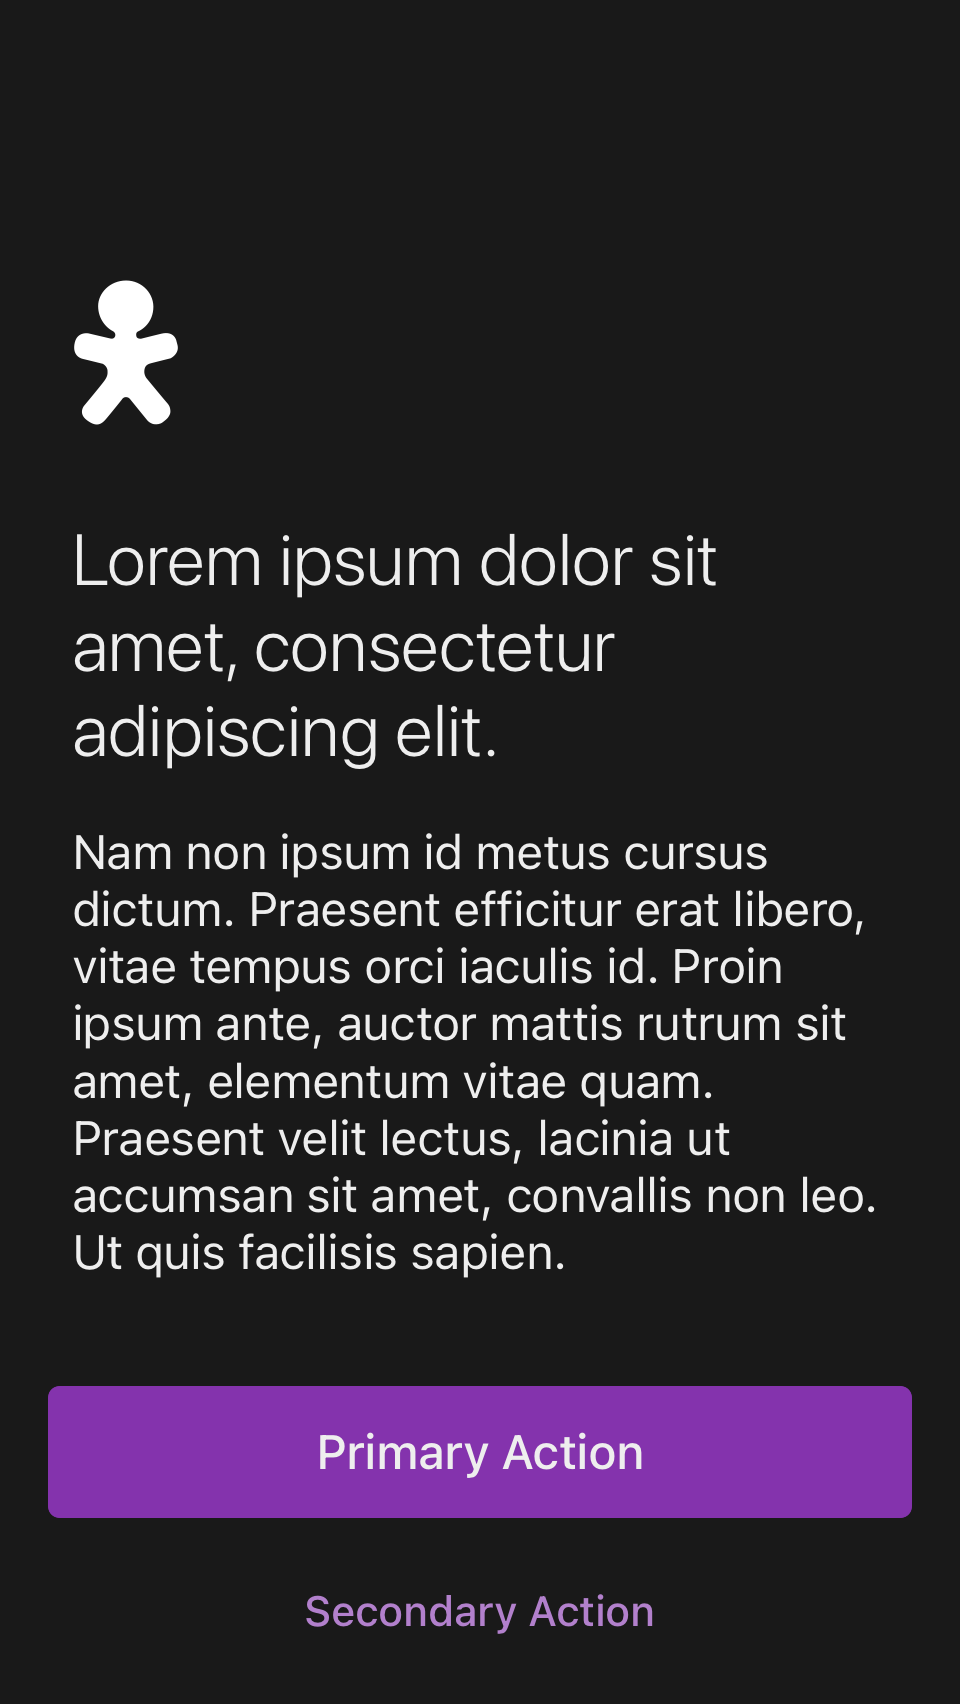 Lorem ipsum dolor sit
amet, consectetur
adipiscing elit.
Nam non ipsum id metus cursus
dictum. Praesent efficitur erat libero,
vitae tempus orci iaculis id. Proin
ipsum ante, auctor mattis rutrum sit
amet, elementum vitae quam.
Praesent velit lectus, lacinia ut
accumsan sit amet, convallis non leo.
Ut quis facilisis sapien.
Primary Action
Secondary Action